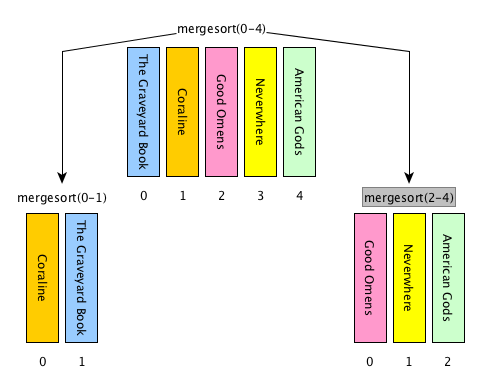 mergesort(0-4)
The Graveyard Book
Coraline
Good Omens
Neverwhere
American Gods
0 1 2 3 4
mergesort(0-1)
Coraline
The Graveyard Book
0 1
mergesort(2-4)
Good Omens
Neverwhere
American Gods
0 1 2